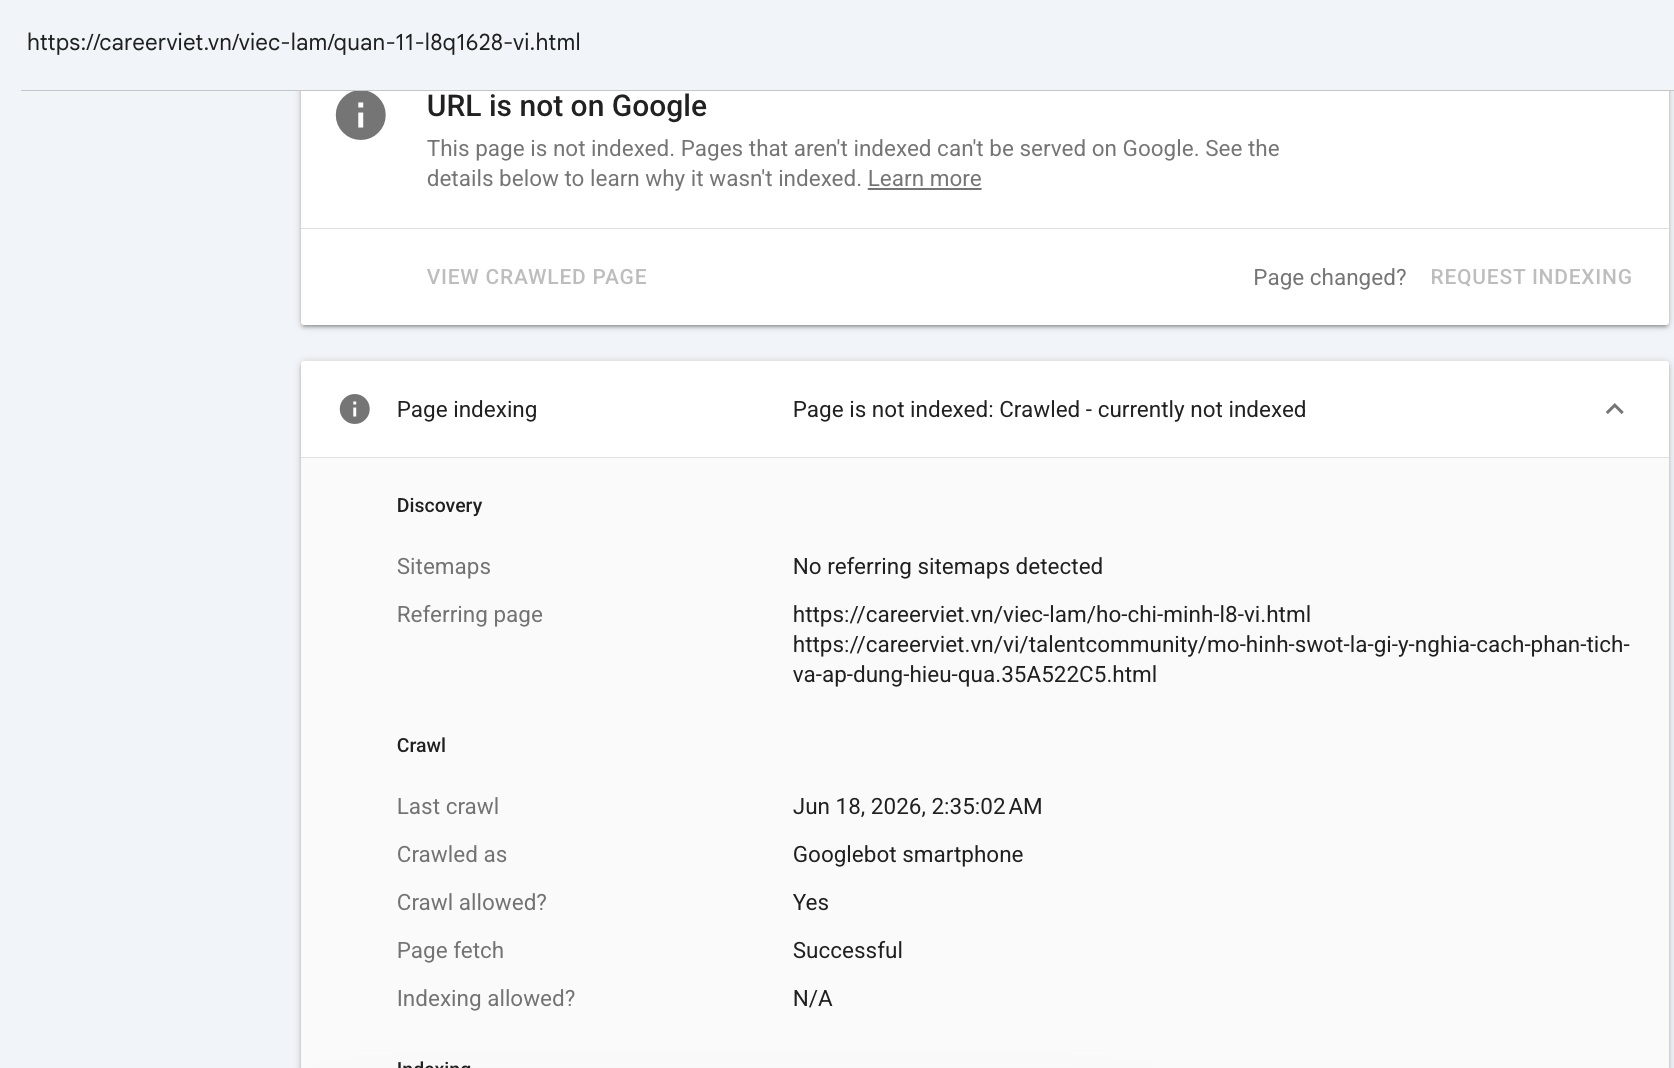 https://careerviet.vn/viec-lam/quan-11-l8q1628-vi.html
URL is not on Google
This page is not indexed. Pages that aren't indexed can't be served on Google. See the
details below to learn why it wasn't indexed. Learn more
VIEW CRAWLED PAGE
Page changed? REQUEST INDEXING
Page indexing
Page is not indexed: Crawled - currently not indexed
Discovery
Sitemaps
No referring sitemaps detected
Referring page
https://careerviet.vn/viec-lam/ho-chi-minh-l8-vi.html
https://careerviet.vn/vi/talentcommunity/mo-hinh-swot-la-gi-y-nghia-cach-phan-tich-
va-ap-dung-hieu-qua.35A522C5.html
Crawl
Last crawl
Jun 18, 2026, 2:35:02 AM
Crawled as
Googlebot smartphone
Crawl allowed?
Yes
Page fetch
Successful
Indexing allowed?
N/A
Indexing